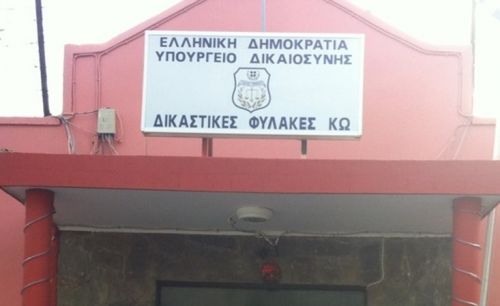 ΕΛΛΗΝΙΚΗ ΔΗΜΟΚΡΑΤΙΑ
ΥΠΟΥΡΓΕΙΟ ΔΙΚΑΙΟΣΥΝΗΣ
ΔΙΚΑΣΤΙΚΕΣ ΦΥΛΑΚΕΣ ΚΩ